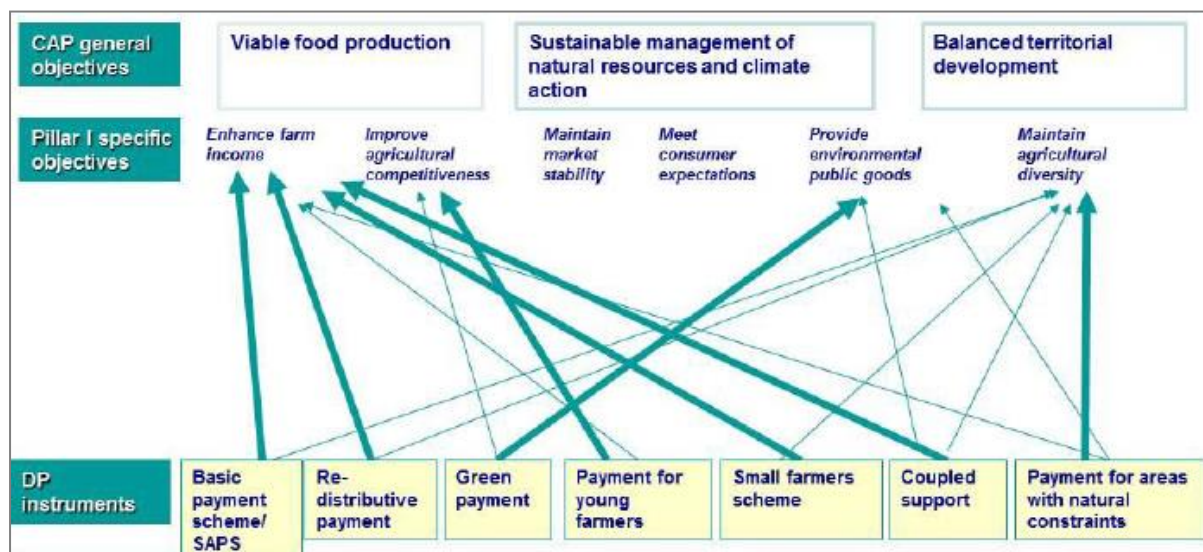 CAP general
objectives
Viable food production
Sustainable management of
natural resources and climate
action
Balanced territorial
development
Pillar I specific
objectives
Enhance farm
income
Improve
agricultural
competitiveness
Maintain
market
stability
Meet
consumer
expectations
Provide
environmental
public goods
Maintain
agricultural
diversity
DP
instruments
Basic
payment
scheme/
SAPS
Re-
distributive
payment
Green
payment
Payment for
young
farmers
Small farmers
scheme
Coupled
support
Payment for areas
with natural
constraints